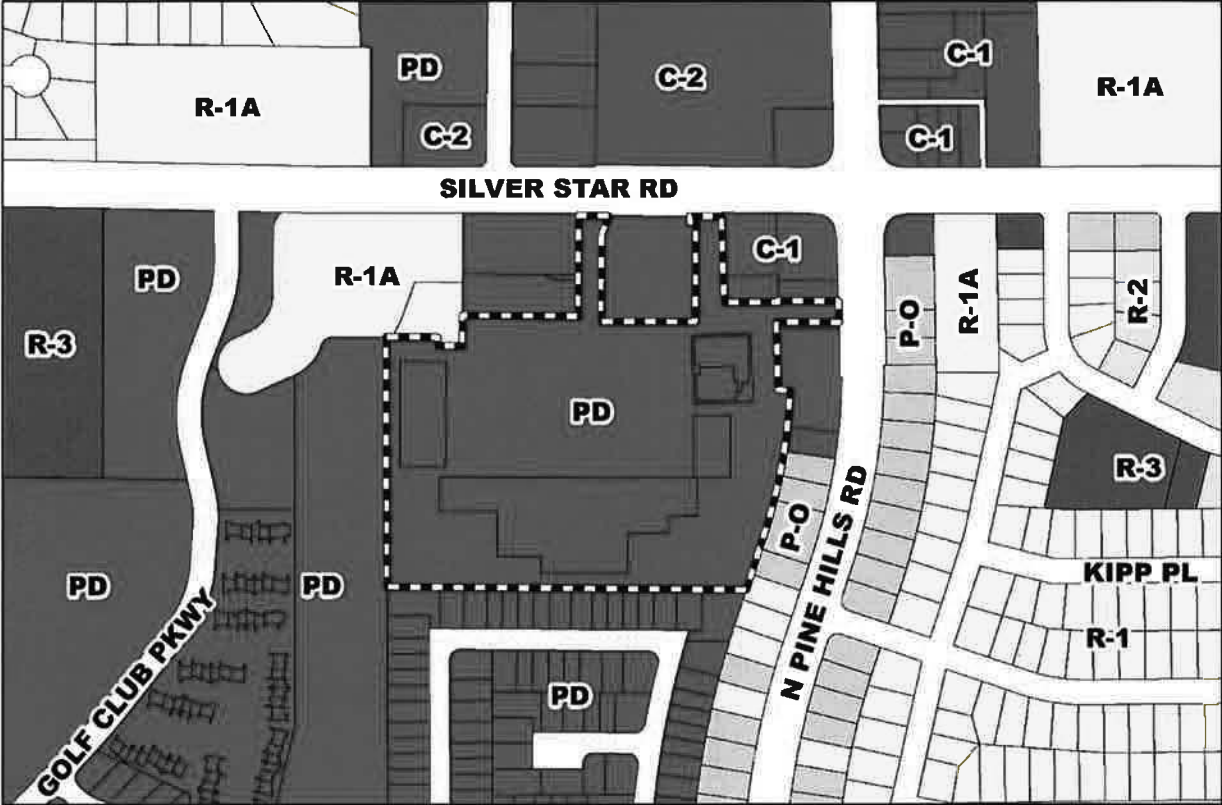 PD
C-2
C-1
R-1A
R-1A
C-2
C-1
SILVER STAR RD
C-1
PD
R-1A
R-1A
R-2
P-O
R-3
PD
R-3
P-O
PD
PD
KIPP PL
N PINE HILLS RD
R-1
GOLF CLUB PKWY
PD